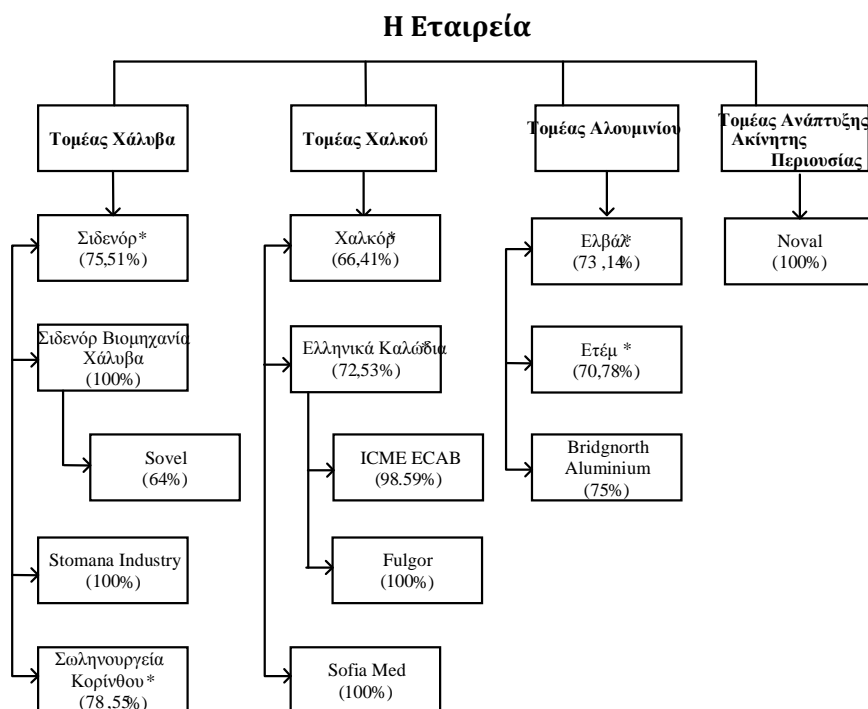 Η Εταιρεία
Τομέας Χάλυβα
Τομέας Χαλκού
Τομέας Αλουμινίου
Τομέας Ανάπτυξης
Ακίνητης
Περιουσίας
Σιδενόρ*
(75,51%)
Χαλκόρ*
(66,41%)
Ελβάλ*
(73,14%)
Noval
(100%)
Σιδενόρ Βιομηχανία
Χάλυβα
(100%)
Ελληνικά Καλώδια*
(72,53%)
Ετέμ *
(70,78%)
Sovel
(64%)
ICME ECAB
(98.59%)
Bridgnorth
Aluminium
(75%)
Stomana Industry
(100%)
Fulgor
(100%)
Σωληνουργεία
Κορίνθου*
(78,55%)
Sofia Med
(100%)